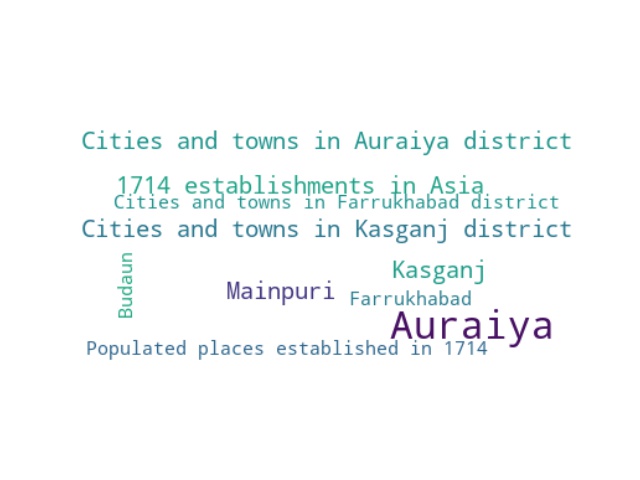 Cities and towns in Auraiya district
1714 establishments in Asia
Cities and towns in Farrukhabad district
Cities and towns in Kasganj district
Budaun
Kasganj
Mainpuri
Farrukhabad
Auraiya
Populated places established in 1714